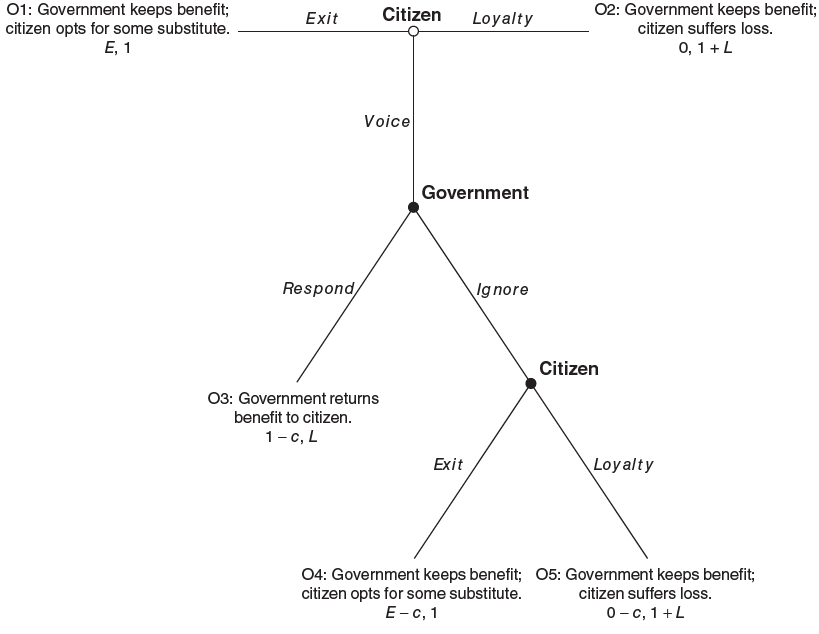 O1: Government keeps benefit;
citizen opts for some substitute.
E, 1
Exit
Citizen
Loyalty
O2: Government keeps benefit;
citizen suffers loss.
0, 1 + L
Voice
Government
Respond
Ignore
Citizen
O3: Government returns
benefit to citizen.
1 – c, L
Exit
Loyalty
O4: Government keeps benefit;
citizen opts for some substitute.
E – c, 1
O5: Government keeps benefit;
citizen suffers loss.
0 – c, 1 + L